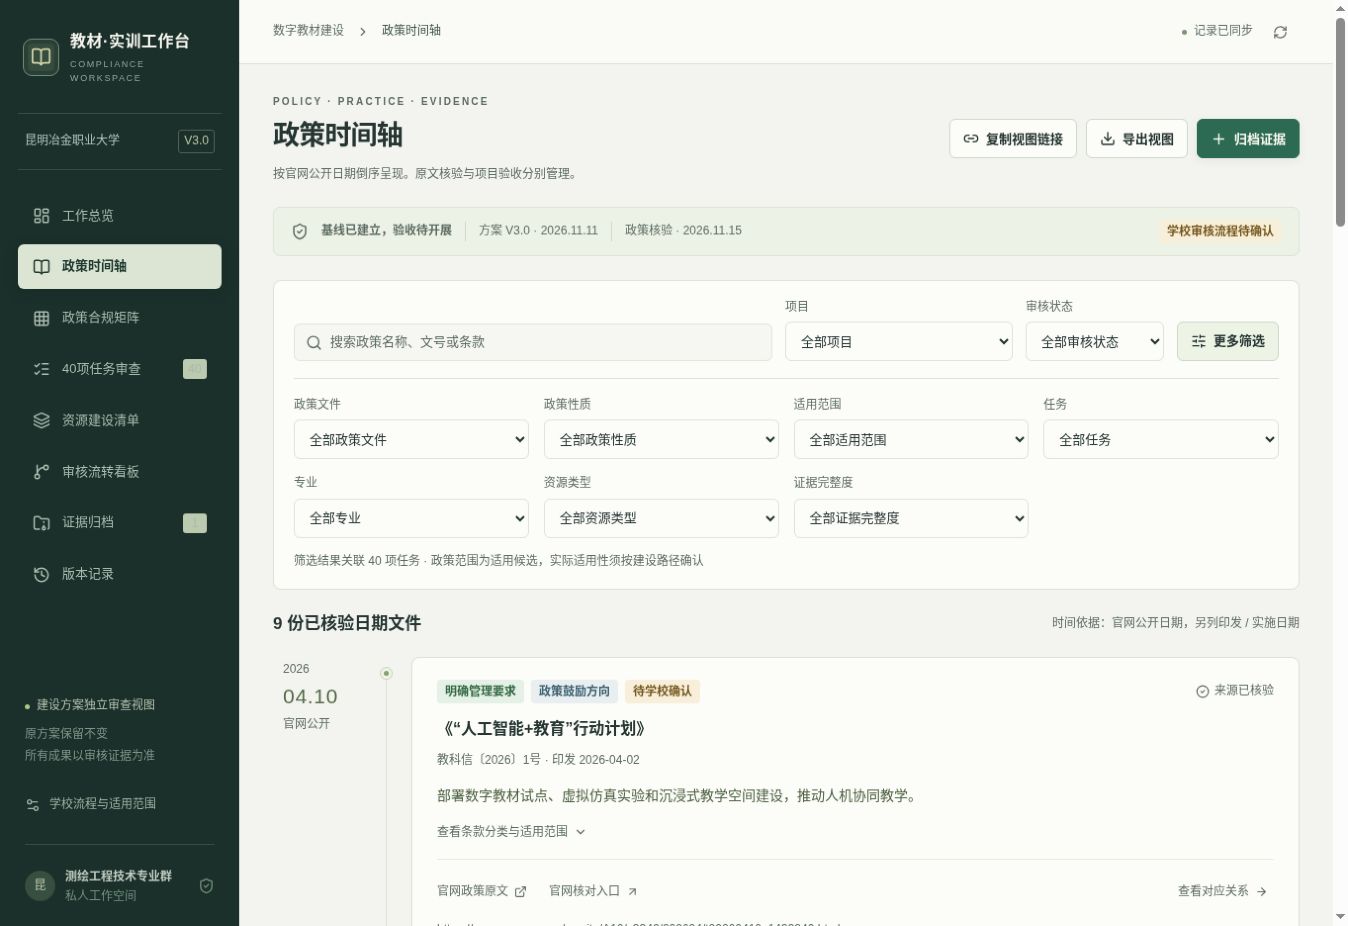 教材·实训工作台
COMPLIANCE
WORKSPACE
昆明冶金职业大学
V3.0
工作总览
政策时间轴
政策合规矩阵
40项任务审查
40
资源建设清单
审核流转看板
证据归档
版本记录
建设方案独立审查视图
原方案保留不变
所有成果以审核证据为准
学校流程与适用范围
昆
测绘工程技术专业群
私人工作空间
数字教材建设
政策时间轴
记录已同步
POLICY · PRACTICE · EVIDENCE
政策时间轴
按官网公开日期倒序呈现。原文核验与项目验收分别管理。
复制视图链接
导出视图
归档证据
基线已建立，验收待开展
方案 V3.0 · 2026.11.11
政策核验 · 2026.11.15
学校审核流程待确认
搜索政策名称、文号或条款
项目
全部项目
审核状态
全部审核状态
更多筛选
政策文件
全部政策文件
政策性质
全部政策性质
适用范围
全部适用范围
任务
全部任务
专业
全部专业
资源类型
全部资源类型
证据完整度
全部证据完整度
筛选结果关联 40 项任务 · 政策范围为适用候选，实际适用性须按建设路径确认
9 份已核验日期文件
时间依据：官网公开日期，另列印发 / 实施日期
2026
04.10
官网公开
明确管理要求
政策鼓励方向
待学校确认
来源已核验
《“人工智能+教育”行动计划》
教科信〔2026〕1号 · 印发 2026-04-02
部署数字教材试点、虚拟仿真实验和沉浸式教学空间建设，推动人机协同教学。
查看条款分类与适用范围
官网政策原文
官网核对入口
查看对应关系